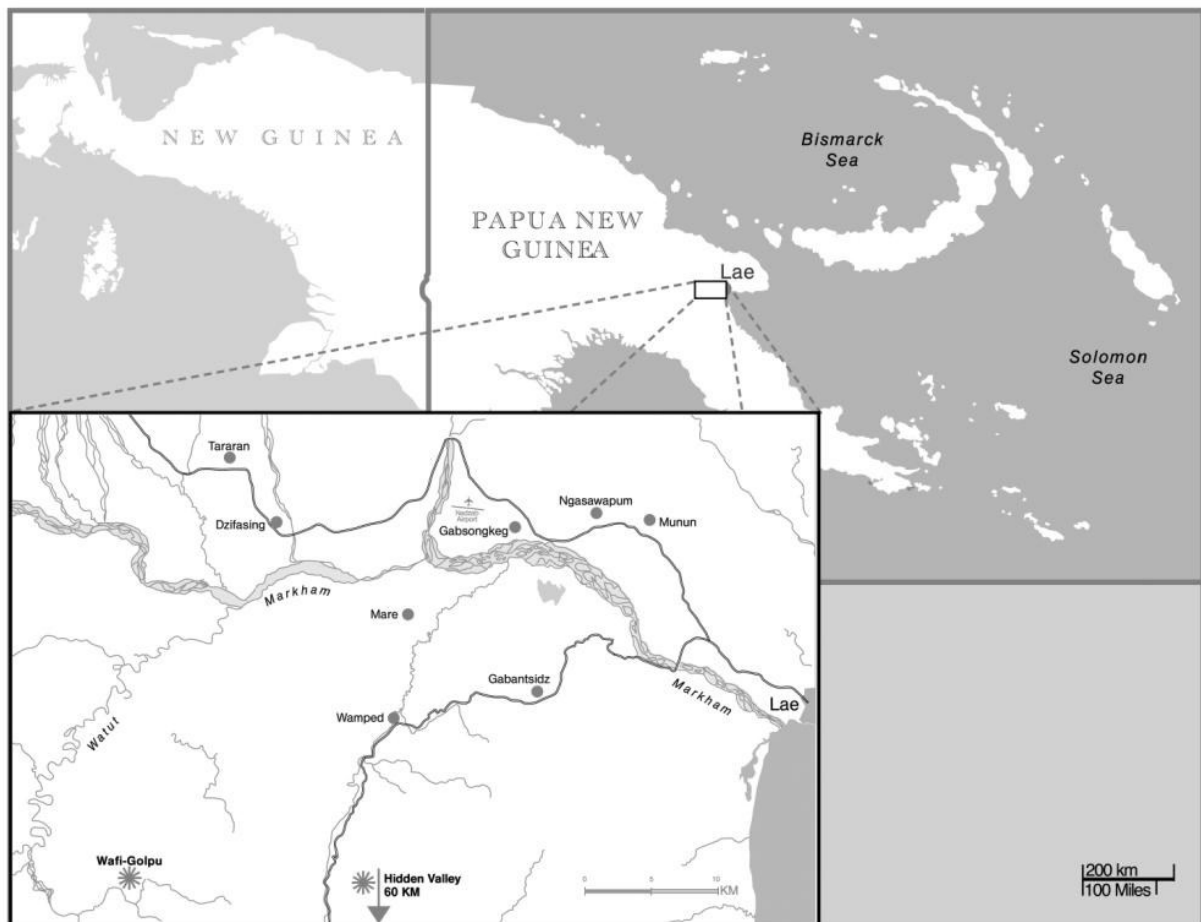 NEW GUINEA
PAPUA NEW
GUINEA
Bismarck
Sea
Lae
Solomon
Sea
Tararan
Dzifasing
Nadzab
Airport
Gabsongkeg
Ngasawapum
Munun
Markham
Mare
Gabantsidz
Markham
Lae
Wamped
Watut
Wafi-Golpu
Hidden Valley
60 KM
0 5 10
KM
200 km
100 Miles